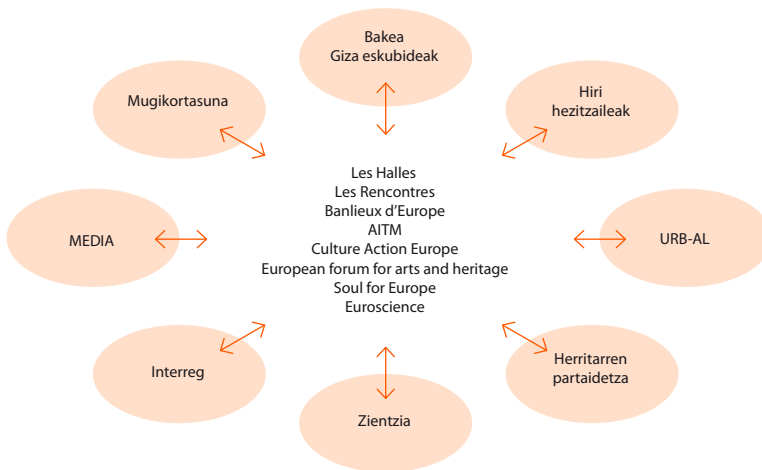 Bakea
Giza eskubideak
Mugikortasuna
Hiri
hezitzaileak
MEDIA
Les Halles
Les Rencontres
Banlieux d’Europe
AITM
Culture Action Europe
European forum for arts and heritage
Soul for Europe
Euroscience
URB-AL
Interreg
Herritarren
partaidetza
Zientzia